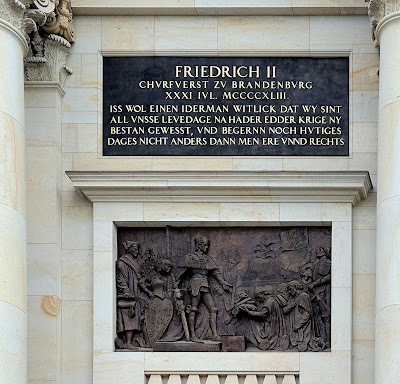 FRIEDRICH II
CHVRFVERST ZV BRANDENBVRG
XXXI IVL. MCCCCXLIII.
ISS WOL EINEN IDERMAN WITLICK DAT WY SINT
ALL VNSSE LEVEDAGE NA HADER EDDER KRIGE NY
BESTAN GEWESST, VND BEGERNN NOCH HVTIGES
DAGES NICHT ANDERS DANN MEN ERE VNND RECHTS